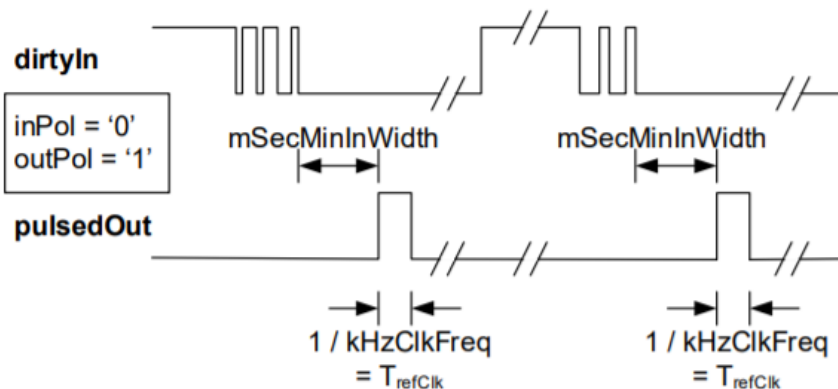 dirtyIn
inPol = ‘0’
outPol = ‘1’
mSecMinInWidth
mSecMinInWidth
pulsedOut
1 / kHzClkFreq
= TrefClk
1 / kHzClkFreq
= TrefClk